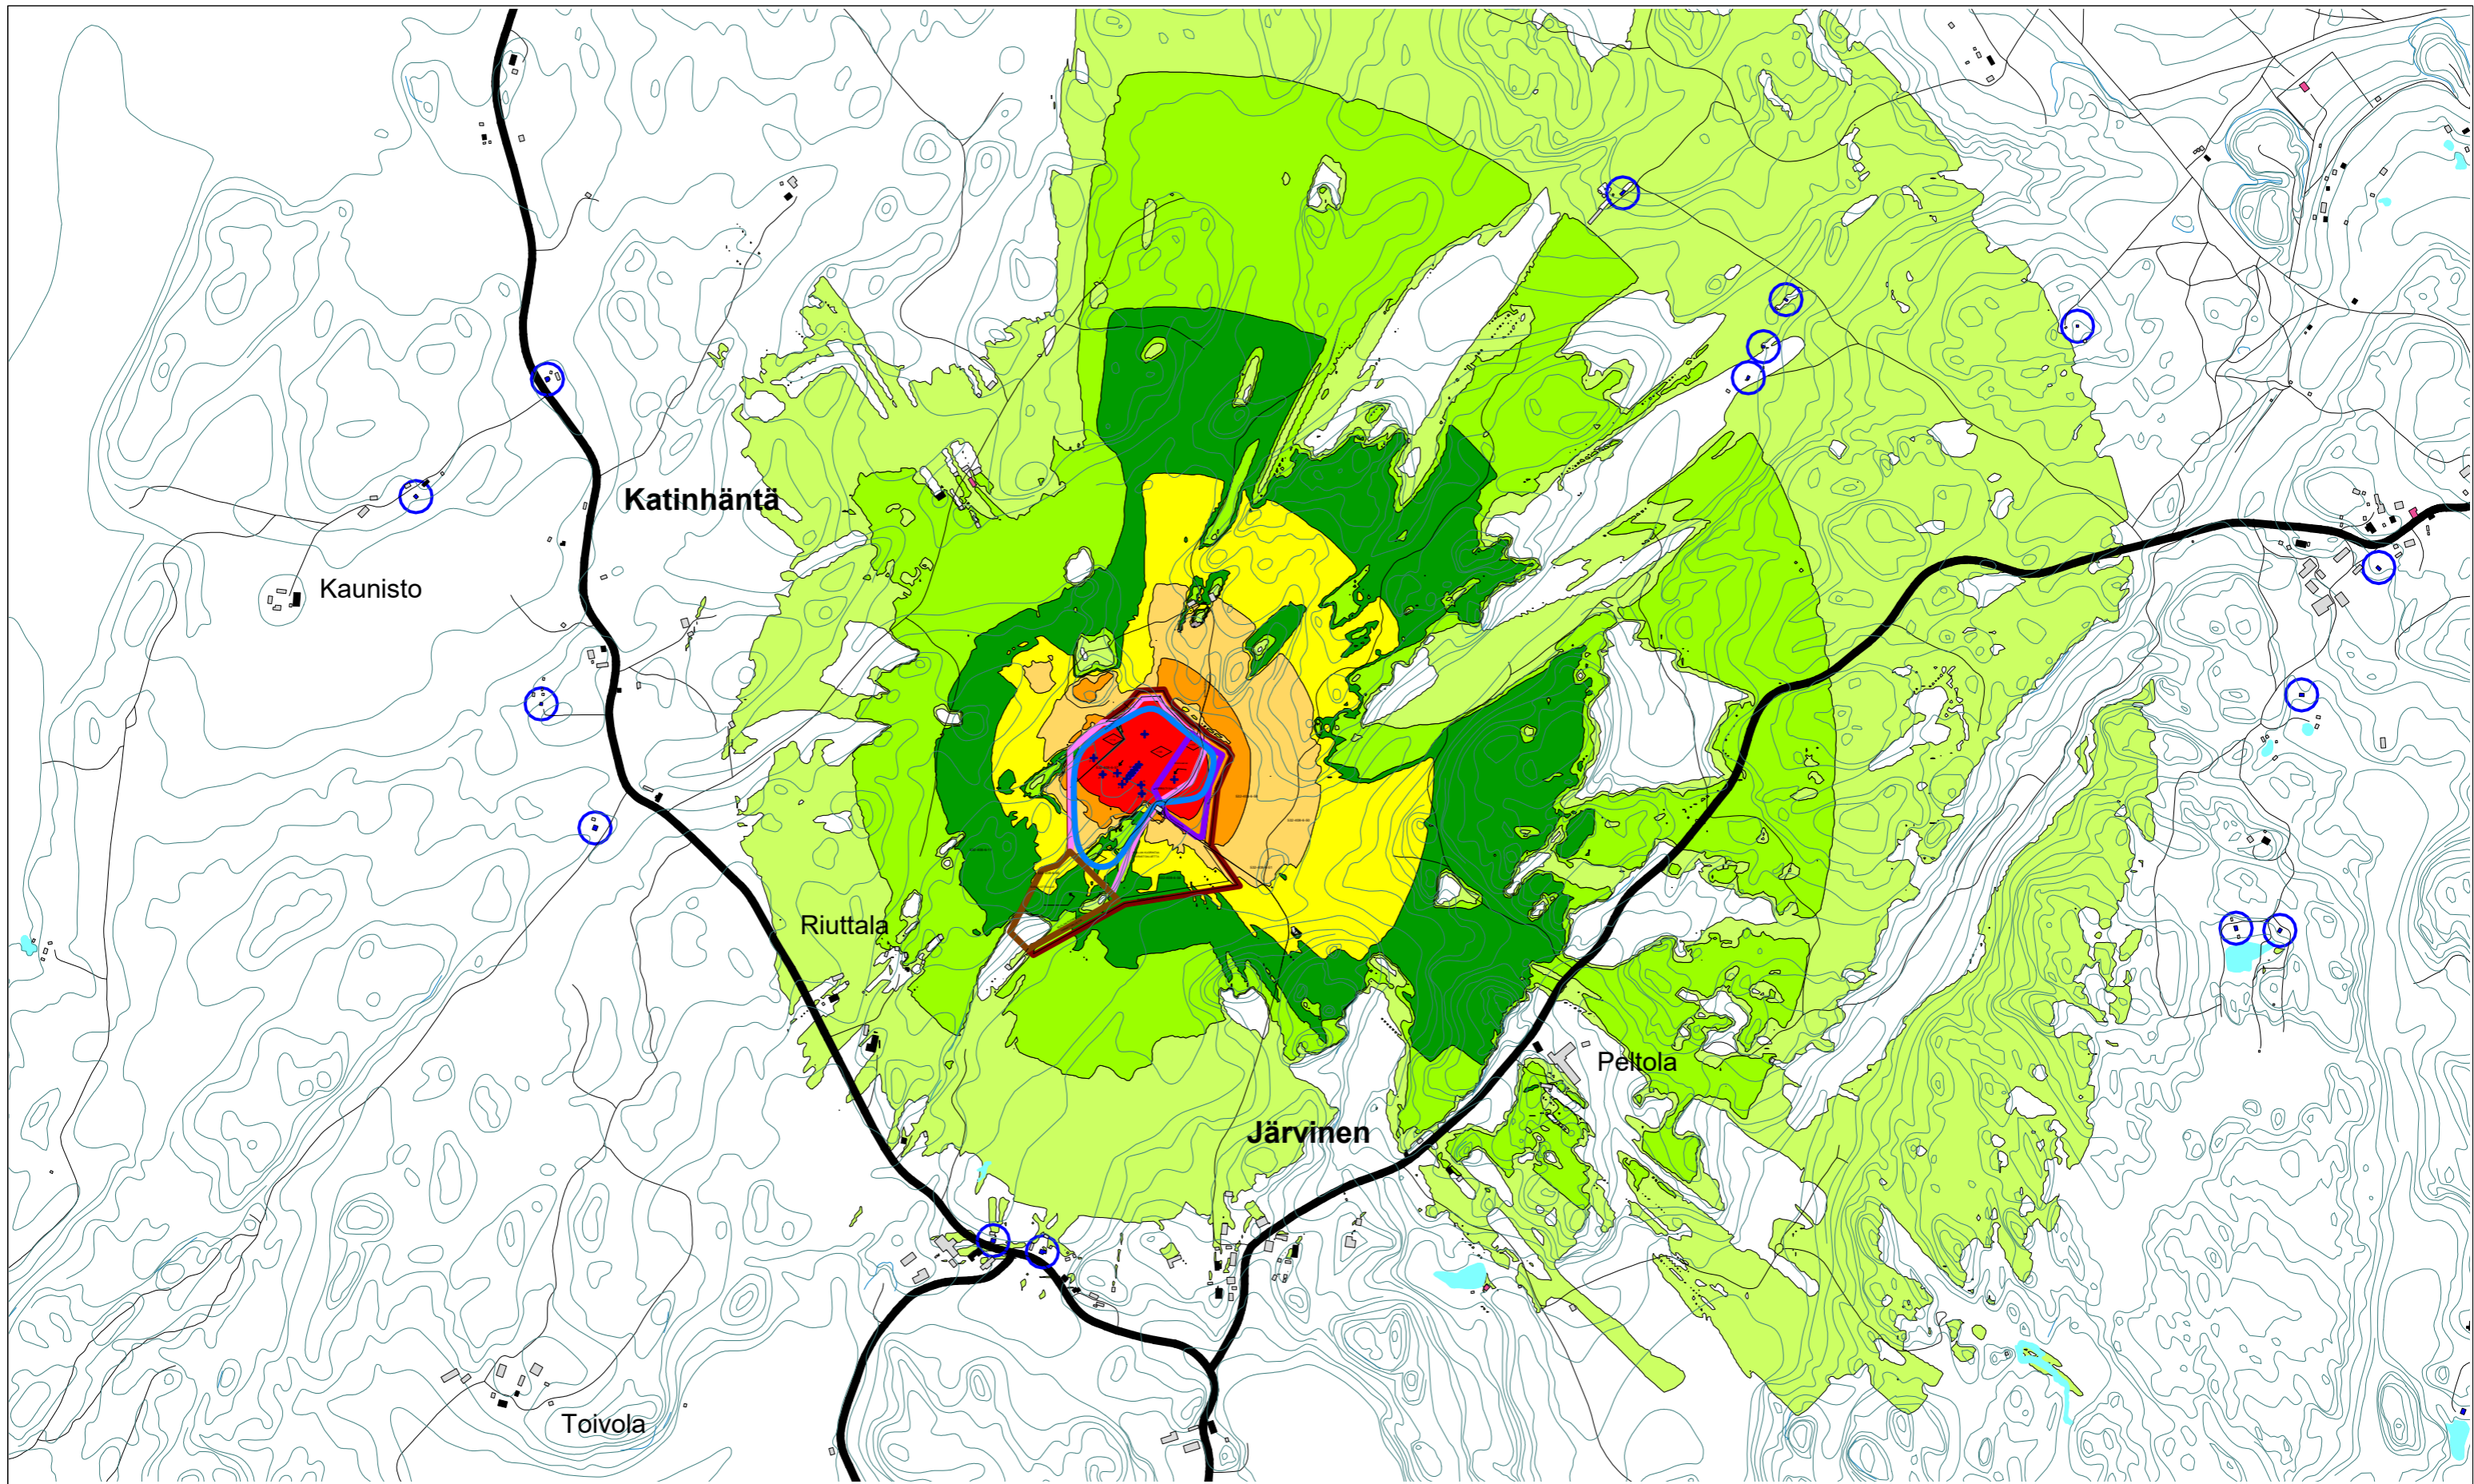 Katinhäntä
Kaunisto
Riuttala
Peltola
Järvinen
Toivola